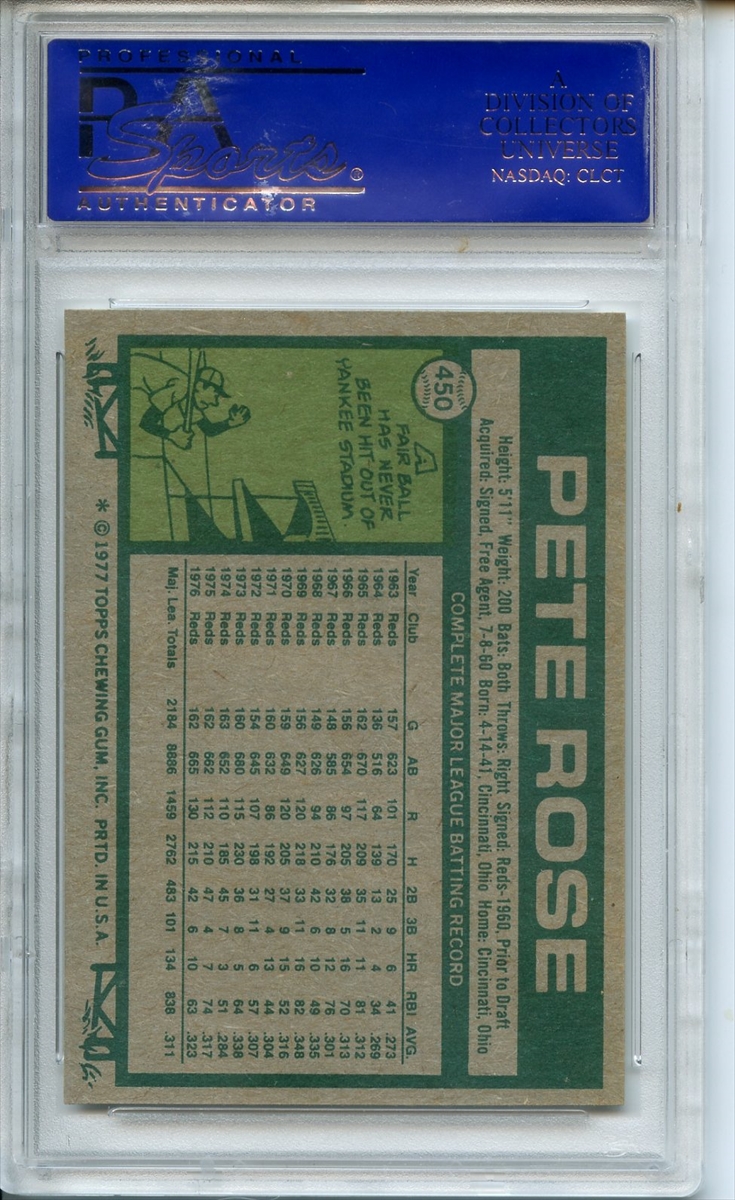 PROFESSIONAL
PSA
Sports®
AUTHENTICATOR
A
DIVISION OF
COLLECTORS
UNIVERSE
NASDAQ: CLCT
PETE ROSE
Height: 5'11" Weight: 200 Bats: Both Throws: Right Signed: Reds-1960, Prior to Draft
Acquired: Signed, Free Agent, 7-8-60 Born: 4-14-41, Cincinnati, Ohio Home: Cincinnati, Ohio
450
A
FAIR BALL
HAS NEVER
BEEN HIT OUT OF
YANKEE STADIUM.
COMPLETE MAJOR LEAGUE BATTING RECORD
Year Club G AB R H 2B 3B HR RBI AVG.
1963 Reds 157 623 101 170 25 9 6 41 .273
1964 Reds 136 516 64 139 13 2 4 34 .269
1965 Reds 162 670 117 209 35 11 11 81 .312
1966 Reds 156 654 97 205 38 5 16 70 .313
1967 Reds 148 585 86 176 32 8 12 76 .301
1968 Reds 149 626 94 210 42 6 10 49 .335
1969 Reds 156 627 120 218 33 11 16 82 .348
1970 Reds 159 649 120 205 37 9 15 52 .316
1971 Reds 160 632 86 192 27 4 13 44 .304
1972 Reds 154 645 107 198 31 11 6 57 .307
1973 Reds 160 680 115 230 36 8 5 64 .338
1974 Reds 163 652 110 185 45 7 3 51 .284
1975 Reds 162 662 112 210 47 4 7 74 .317
1976 Reds 162 665 130 215 42 6 10 63 .323
Maj. Lea. Totals 2184 8886 1459 2762 483 101 134 838 .311
* © 1977 TOPPS CHEWING GUM, INC. PRTD. IN U.S.A.